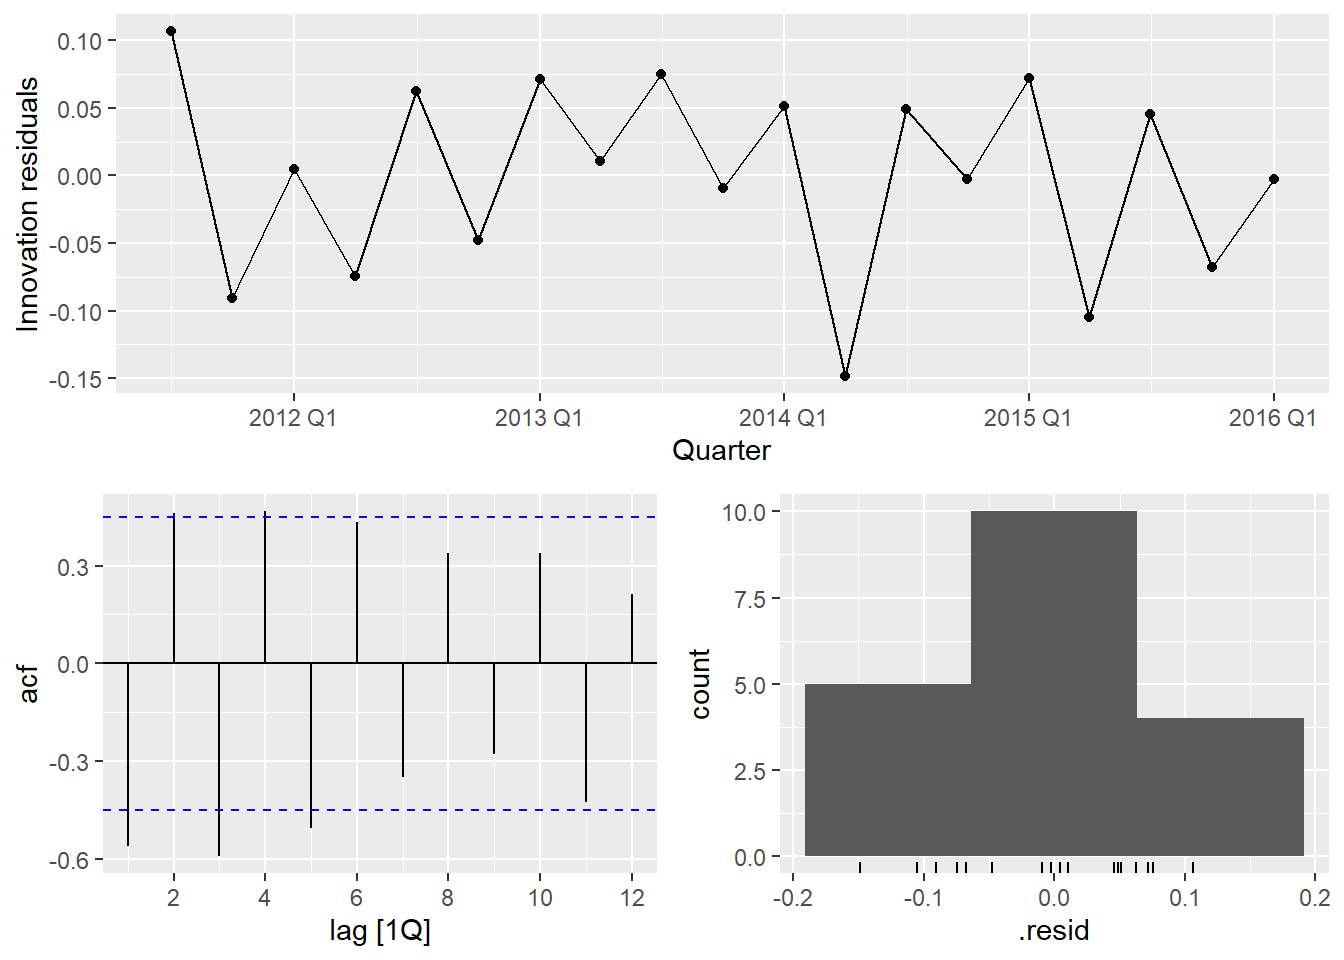 Innovation residuals
0.10
0.05
0.00
-0.05
-0.10
-0.15
2012 Q1 2013 Q1 2014 Q1 2015 Q1 2016 Q1
Quarter
acf
0.3
0.0
-0.3
-0.6
2 4 6 8 10 12
lag [1Q]
count
10.0
7.5
5.0
2.5
0.0
-0.2 -0.1 0.0 0.1 0.2
.resid